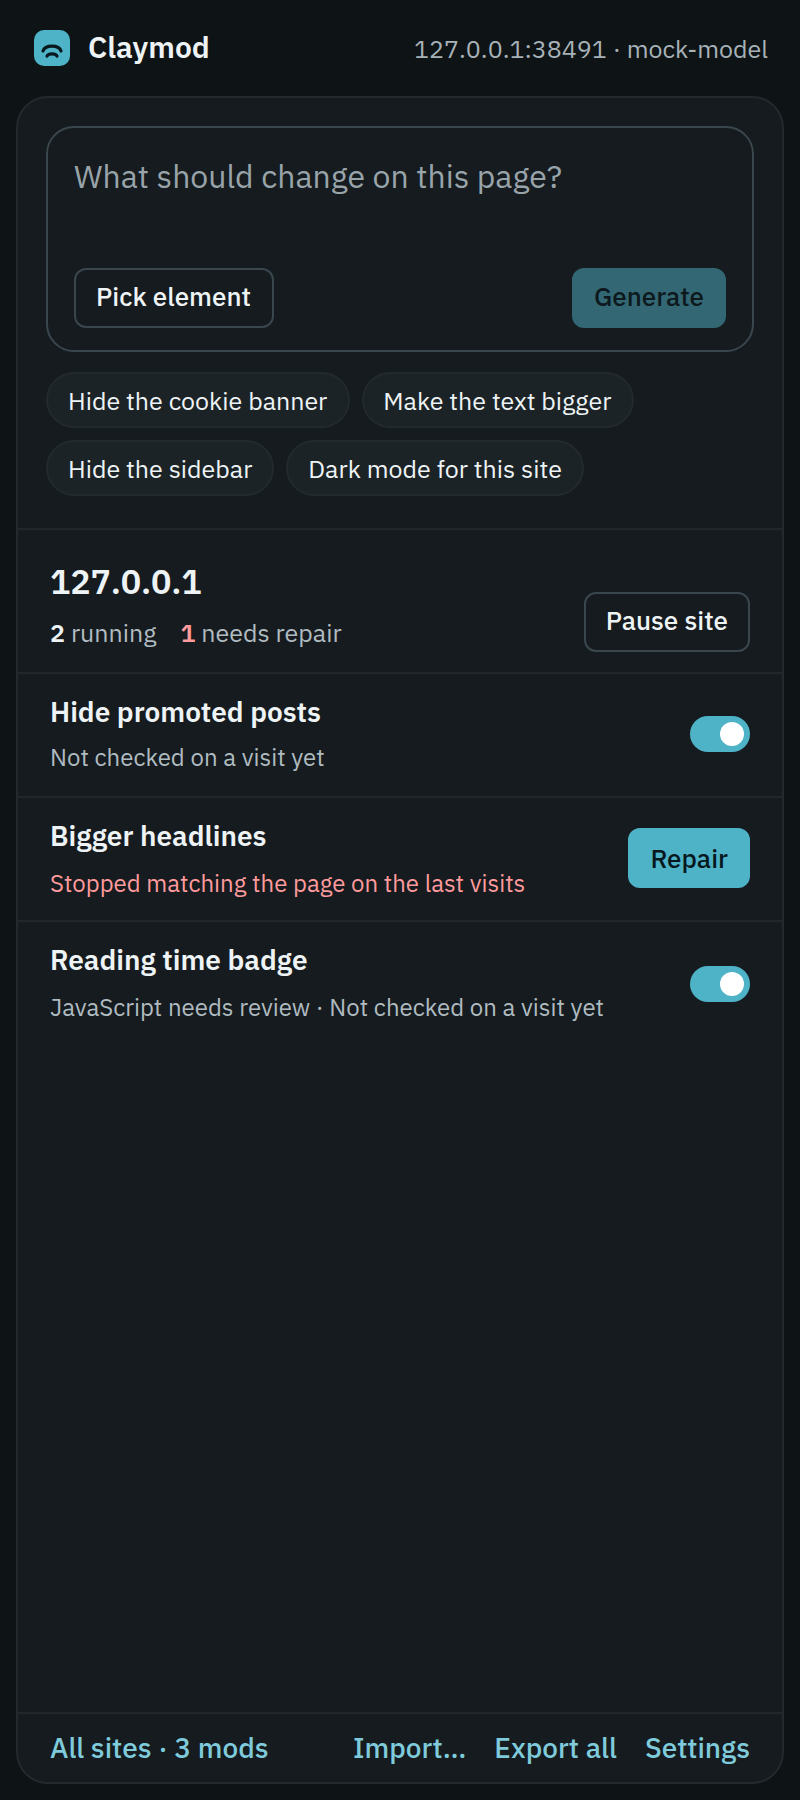 Claymod
127.0.0.1:38491 · mock-model
What should change on this page?
Pick element
Generate
Hide the cookie banner
Make the text bigger
Hide the sidebar
Dark mode for this site
127.0.0.1
2 running 1 needs repair
Pause site
Hide promoted posts
Not checked on a visit yet
Bigger headlines
Stopped matching the page on the last visits
Repair
Reading time badge
JavaScript needs review · Not checked on a visit yet
All sites · 3 mods
Import...
Export all
Settings